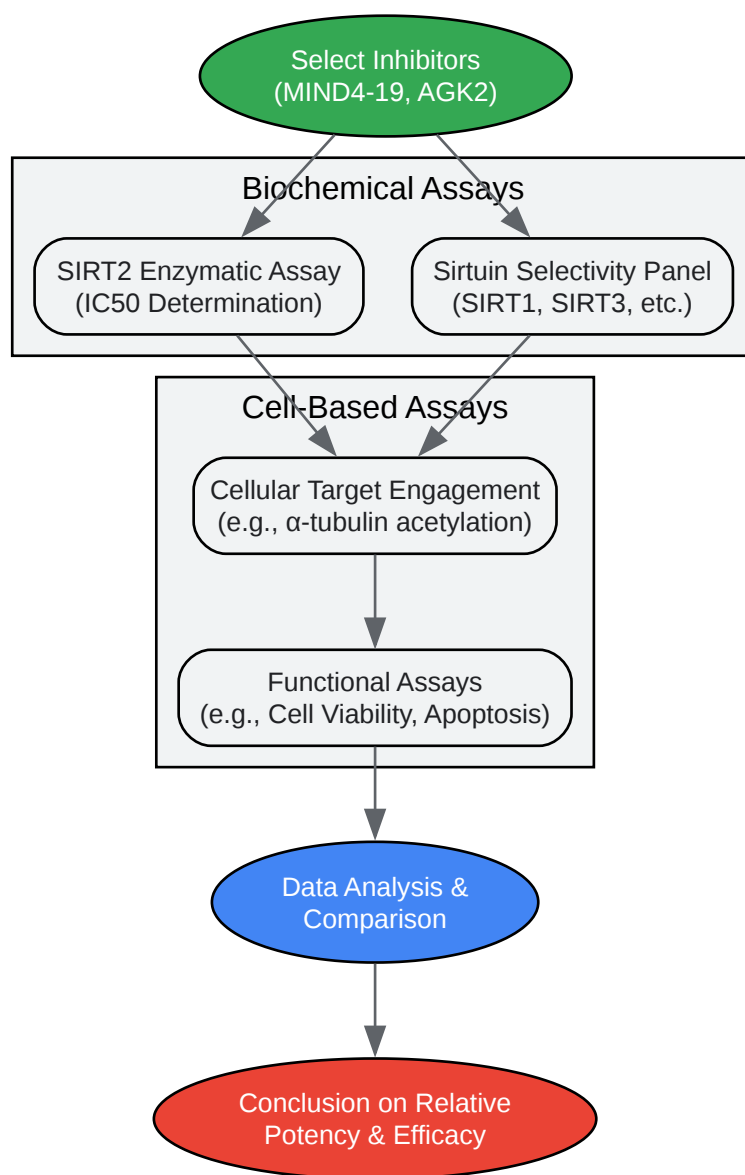 Select Inhibitors
(MIND4-19, AGK2)
Biochemical Assays
SIRT2 Enzymatic Assay
(IC50 Determination)
Sirtuin Selectivity Panel
(SIRT1, SIRT3, etc.)
Cell-Based Assays
Cellular Target Engagement
(e.g., α-tubulin acetylation)
Functional Assays
(e.g., Cell Viability, Apoptosis)
Data Analysis &
Comparison
Conclusion on Relative
Potency & Efficacy